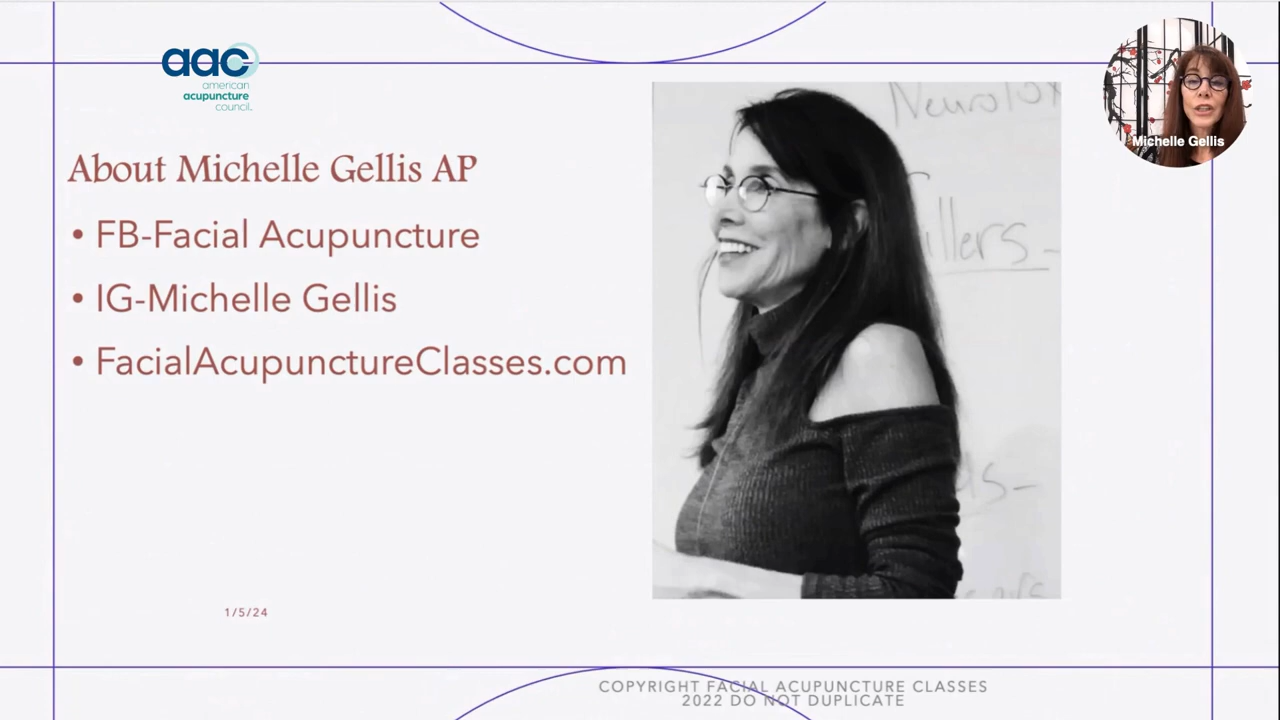 aac
american
acupuncture
council
About Michelle Gellis AP
• FB-Facial Acupuncture
• IG-Michelle Gellis
• FacialAcupunctureClasses.com
1/5/24
Michelle Gellis
COPYRIGHT FACIAL ACUPUNCTURE CLASSES
2022 DO NOT DUPLICATE